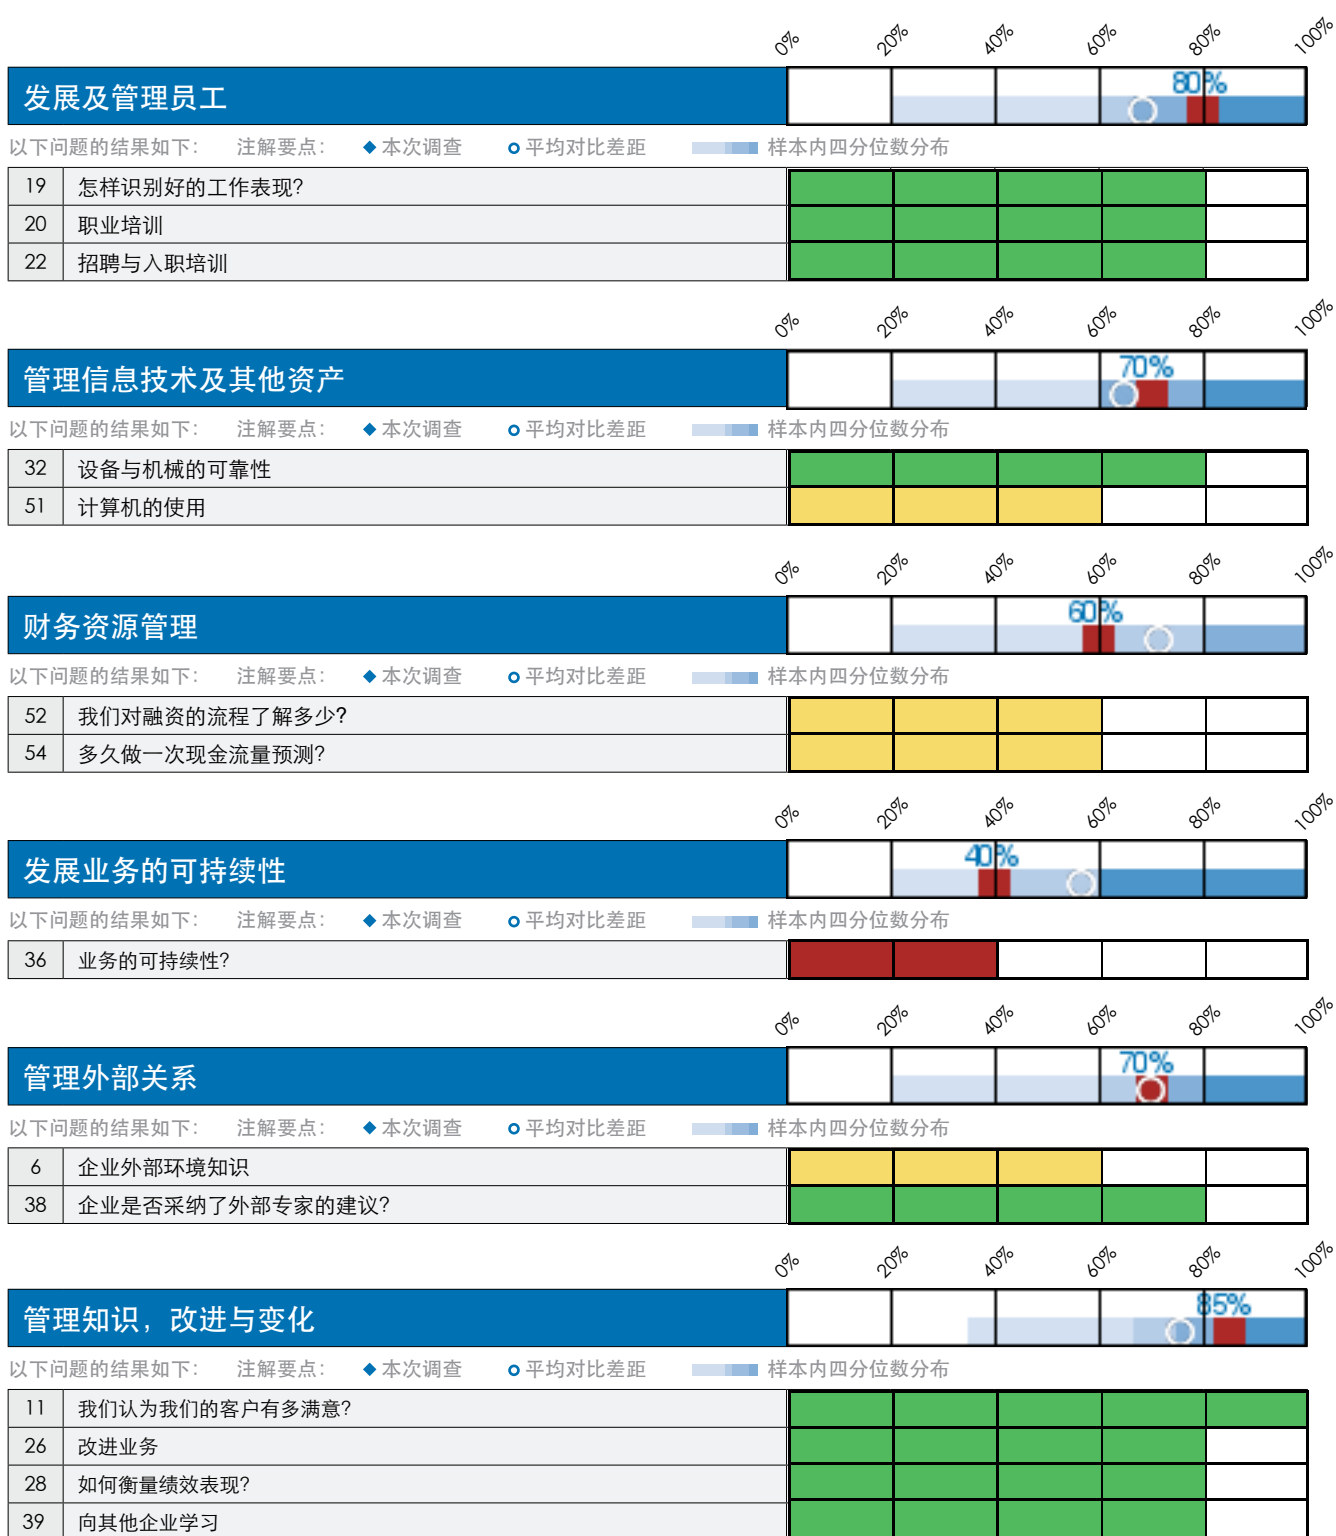 0% 20% 40% 60% 80% 100%
发展及管理员工 80%
以下问题的结果如下： 注解要点： 本次调查 平均对比差距 样本内四分位数分布
19 怎样识别好的工作表现?
20 职业培训
22 招聘与入职培训
0% 20% 40% 60% 80% 100%
管理信息技术及其他资产 70%
以下问题的结果如下： 注解要点： 本次调查 平均对比差距 样本内四分位数分布
32 设备与机械的可靠性
51 计算机的使用
0% 20% 40% 60% 80% 100%
财务资源管理 60%
以下问题的结果如下： 注解要点： 本次调查 平均对比差距 样本内四分位数分布
52 我们对融资的流程了解多少?
54 多久做一次现金流量预测?
0% 20% 40% 60% 80% 100%
发展业务的可持续性 40%
以下问题的结果如下： 注解要点： 本次调查 平均对比差距 样本内四分位数分布
36 业务的可持续性?
0% 20% 40% 60% 80% 100%
管理外部关系 70%
以下问题的结果如下： 注解要点： 本次调查 平均对比差距 样本内四分位数分布
6 企业外部环境知识
38 企业是否采纳了外部专家的建议?
0% 20% 40% 60% 80% 100%
管理知识，改进与变化 85%
以下问题的结果如下： 注解要点： 本次调查 平均对比差距 样本内四分位数分布
11 我们认为我们的客户有多满意?
26 改进业务
28 如何衡量绩效表现?
39 向其他企业学习